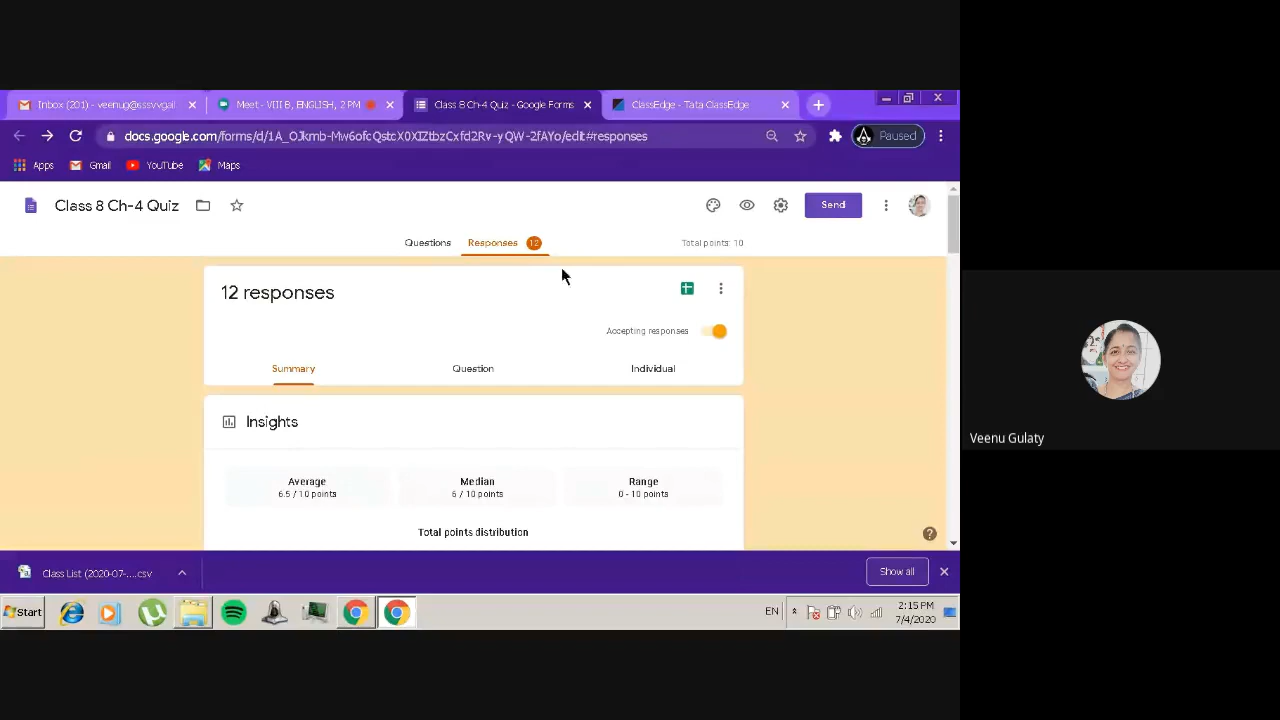 Inbox (201) - veenug@sssvvgail
Meet - VIII B, ENGLISH, 2 PM
Class 8 Ch-4 Quiz - Google Forms
ClassEdge - Tata ClassEdge
Paused
Apps
Gmail
YouTube
Maps
Class 8 Ch-4 Quiz
Send
Questions
Responses 12
Total points: 10
12 responses
Accepting responses
Summary
Question
Individual
Insights
Average
6.5 / 10 points
Median
6 / 10 points
Range
0 - 10 points
Total points distribution
Veenu Gulaty
Class List (2020-07-....csv
Show all
Start
EN
2:15 PM
7/4/2020